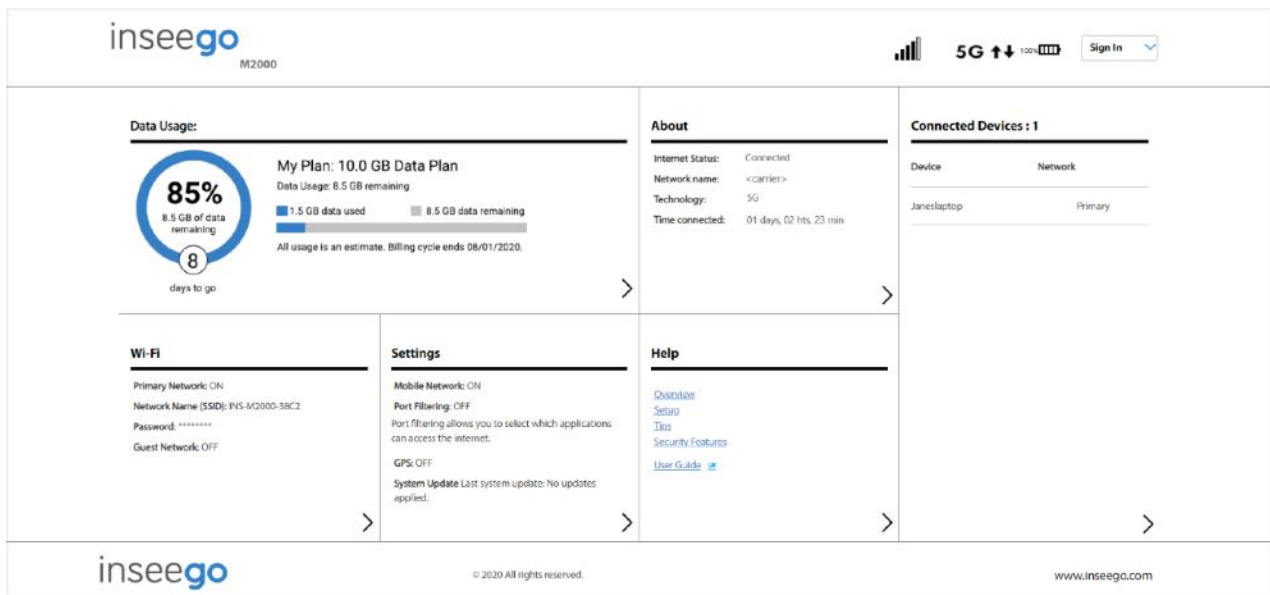 inseego
M2000
5G
100%
Sign In
Data Usage:
85%
8.5 GB of data
remaining
8
days to go
My Plan: 10.0 GB Data Plan
Data Usage: 8.5 GB remaining
1.5 GB data used
8.5 GB data remaining
All usage is an estimate. Billing cycle ends 08/01/2020.
About
Internet Status: Connected
Network name: <carrier>
Technology: 5G
Time connected: 01 days, 02 hts, 23 min
Connected Devices : 1
Device Network
Janeslaptop Primary
Wi-Fi
Primary Network: ON
Network Name (SSID): INS-M2000-38C2
Password: ********
Guest Network: OFF
Settings
Mobile Network: ON
Port Filtering: OFF
Port filtering allows you to select which applications
can access the internet.
GPS: OFF
System Update Last system update: No updates
applied.
Help
Overview
Setup
Tips
Security Features
User Guide
inseego
© 2020 All rights reserved.
www.inseego.com